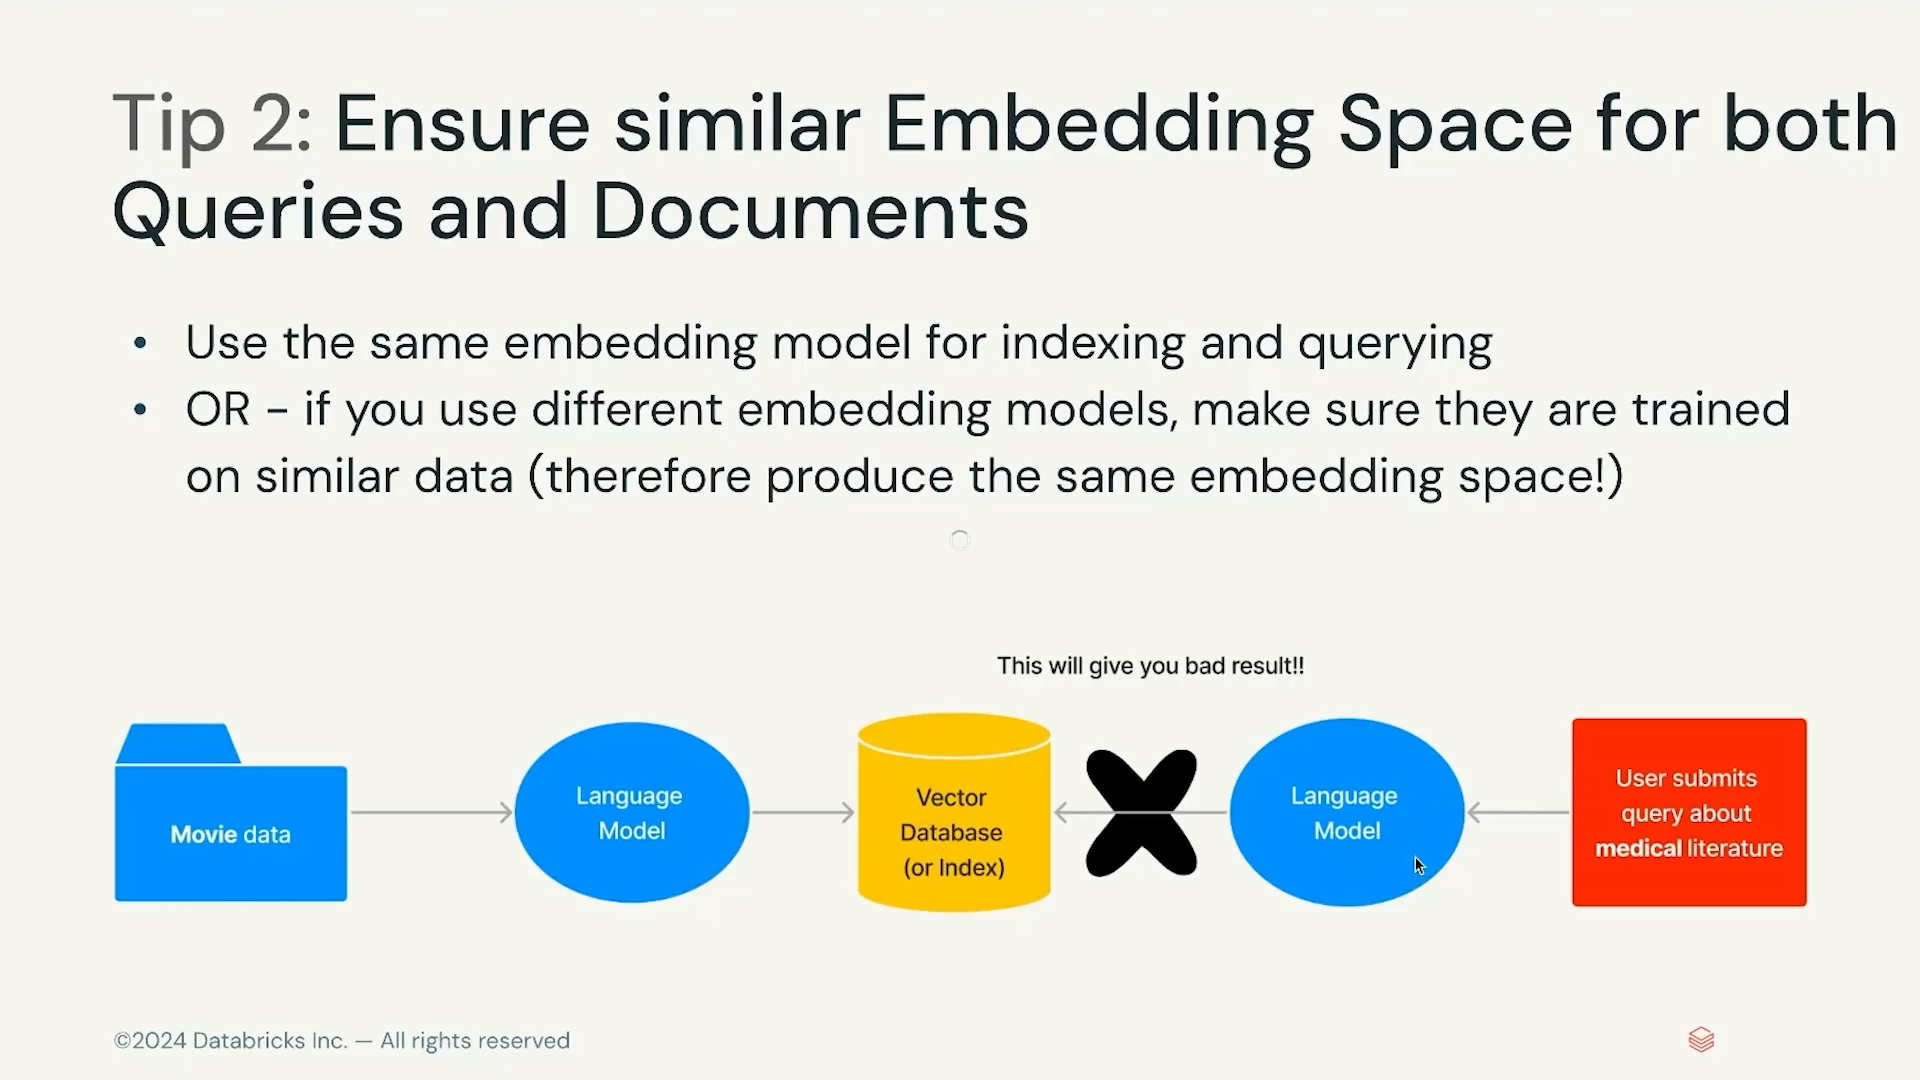 Tip 2: Ensure similar Embedding Space for both
Queries and Documents
• Use the same embedding model for indexing and querying
• OR - if you use different embedding models, make sure they are trained
on similar data (therefore produce the same embedding space!)
This will give you bad result!!
Movie data
Language
Model
Vector
Database
(or Index)
Language
Model
User submits
query about
medical literature
©2024 Databricks Inc. — All rights reserved